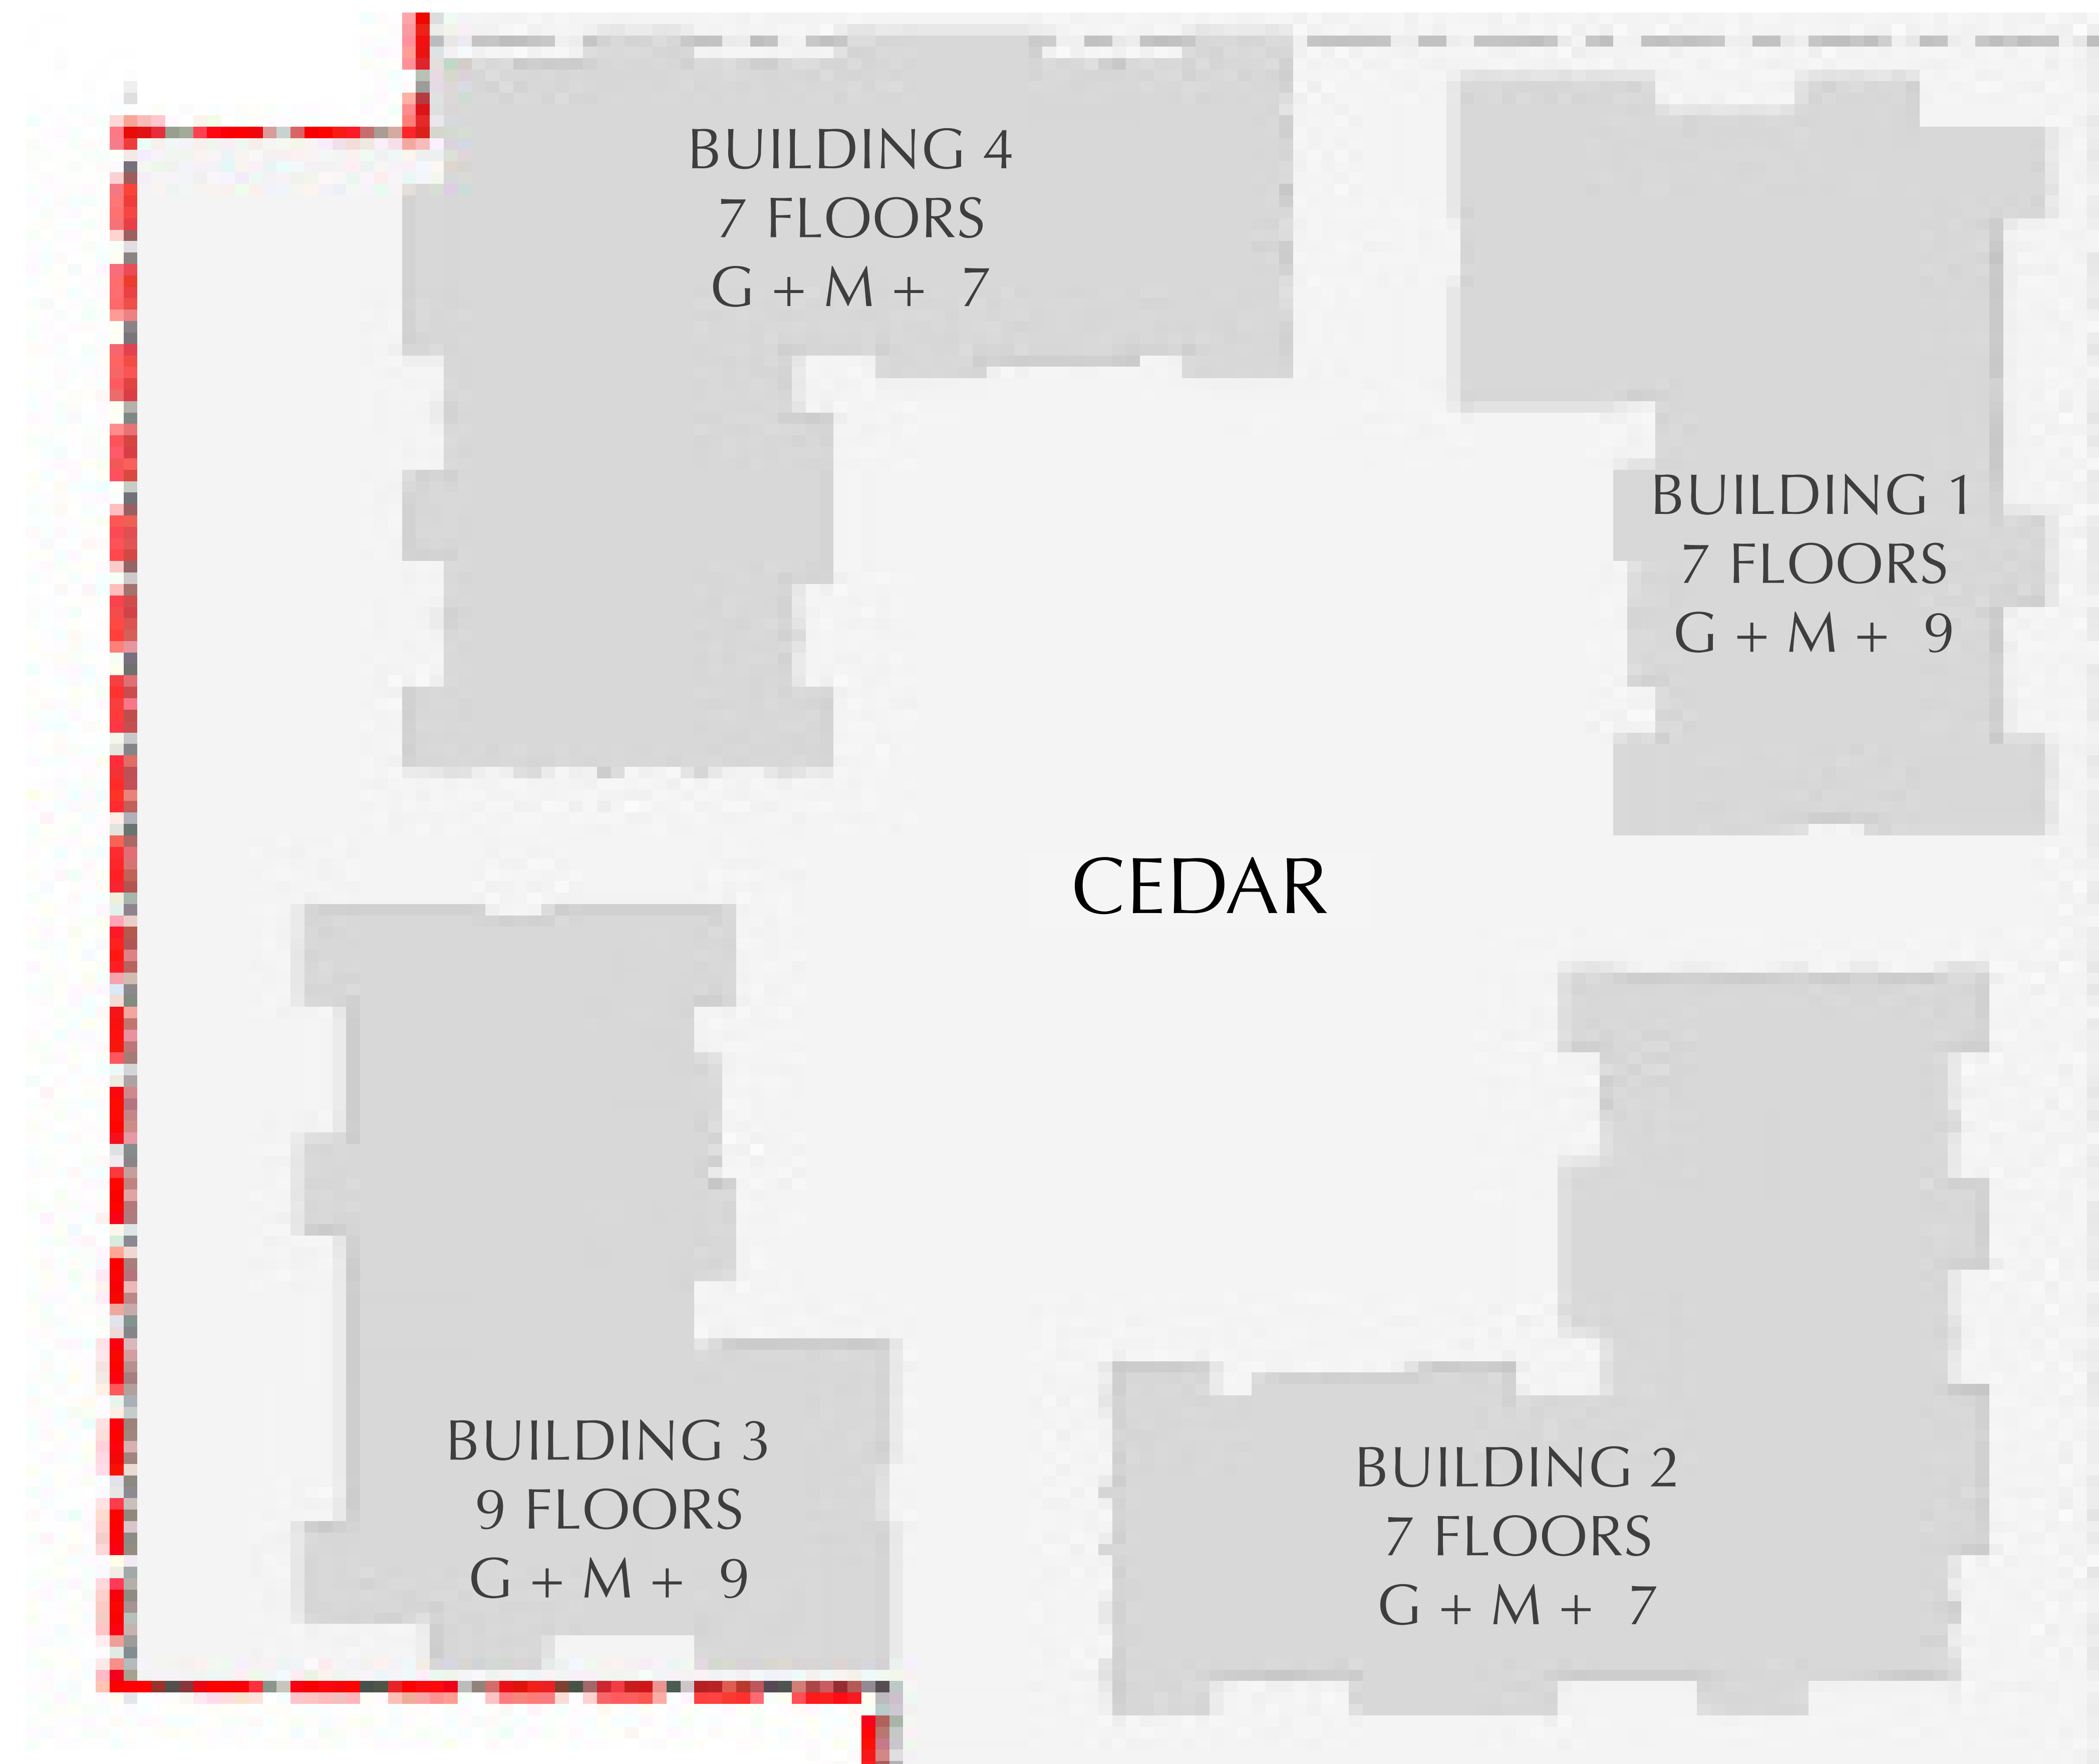 BUILDING 4
7 FLOORS
G + M + 7
BUILDING 1
7 FLOORS
G + M + 9
CEDAR
BUILDING 3
9 FLOORS
G + M + 9
BUILDING 2
7 FLOORS
G + M + 7